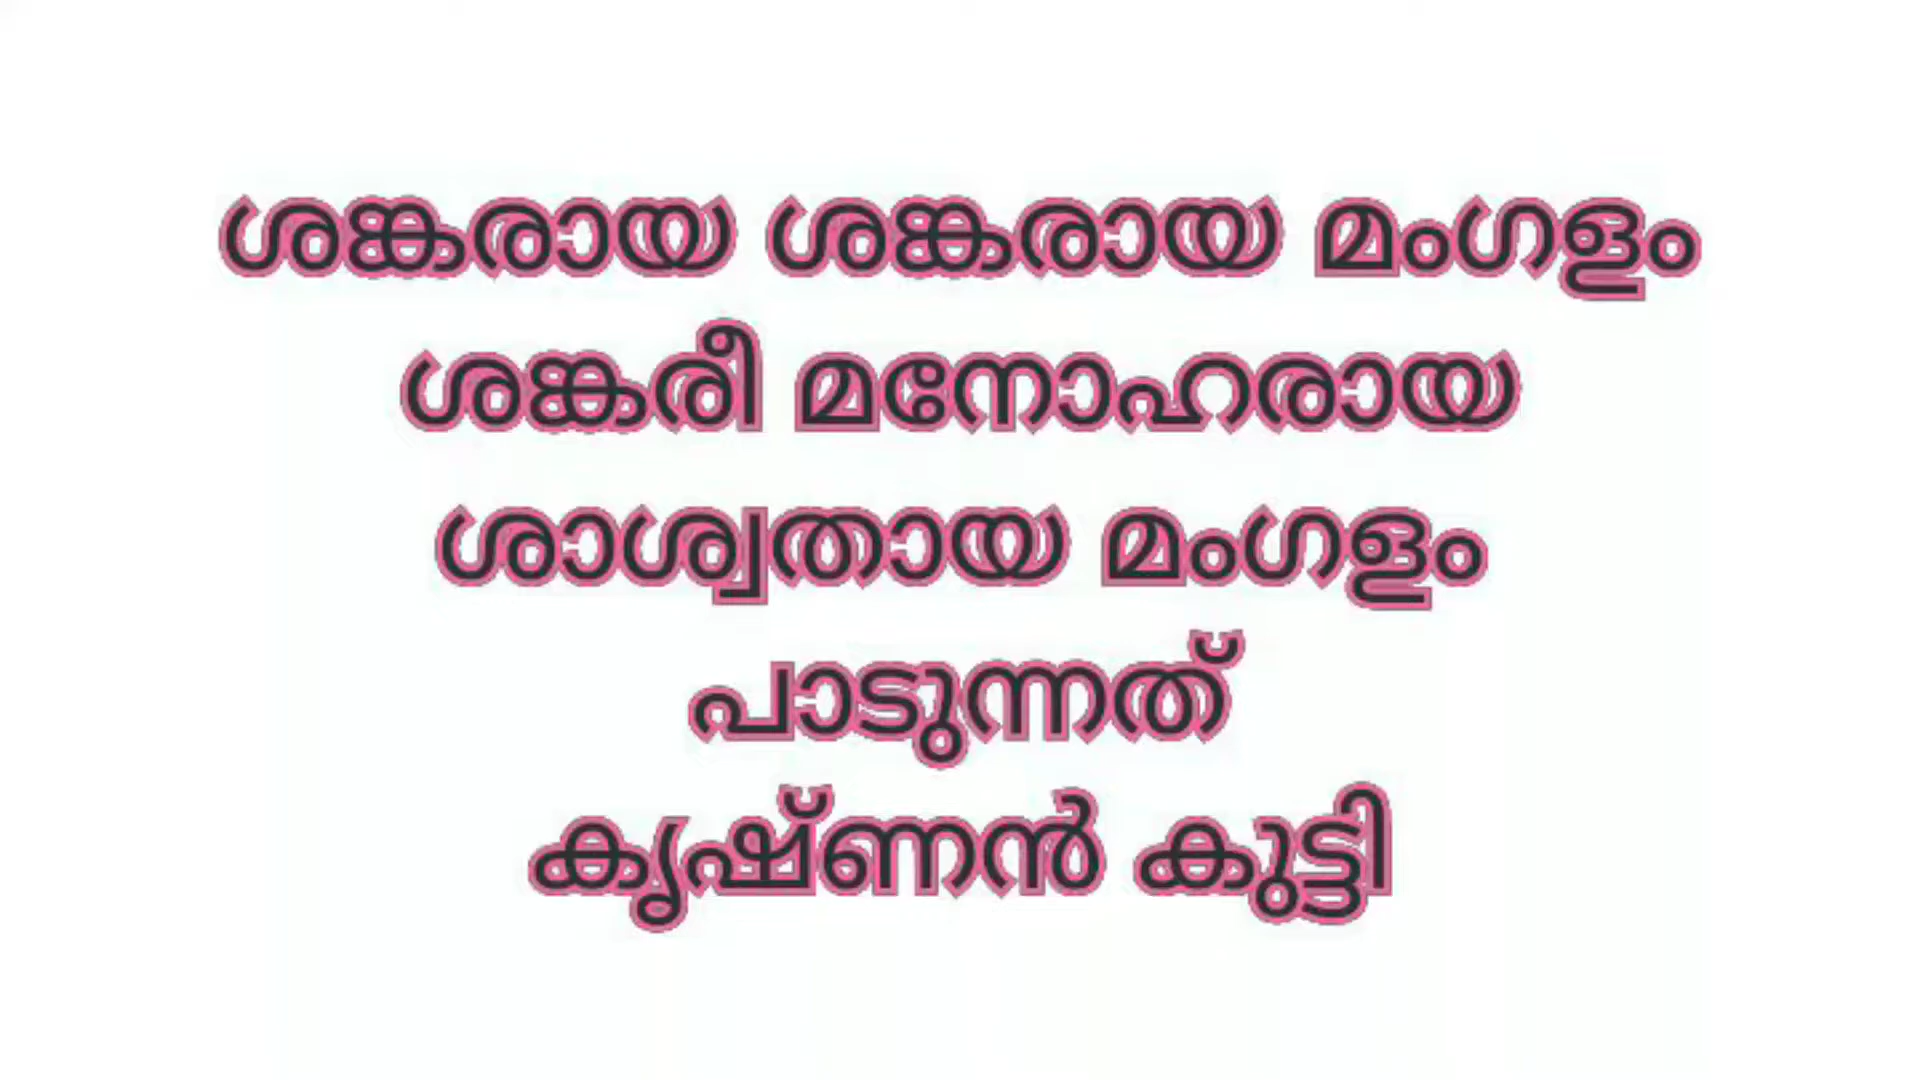 ശങ്കരായ ശങ്കരായ മംഗളം
ശങ്കരീ മനോഹരായ
ശാശ്വതായ മംഗളം
പാടുന്നത്
കൃഷ്ണൻ കുട്ടി